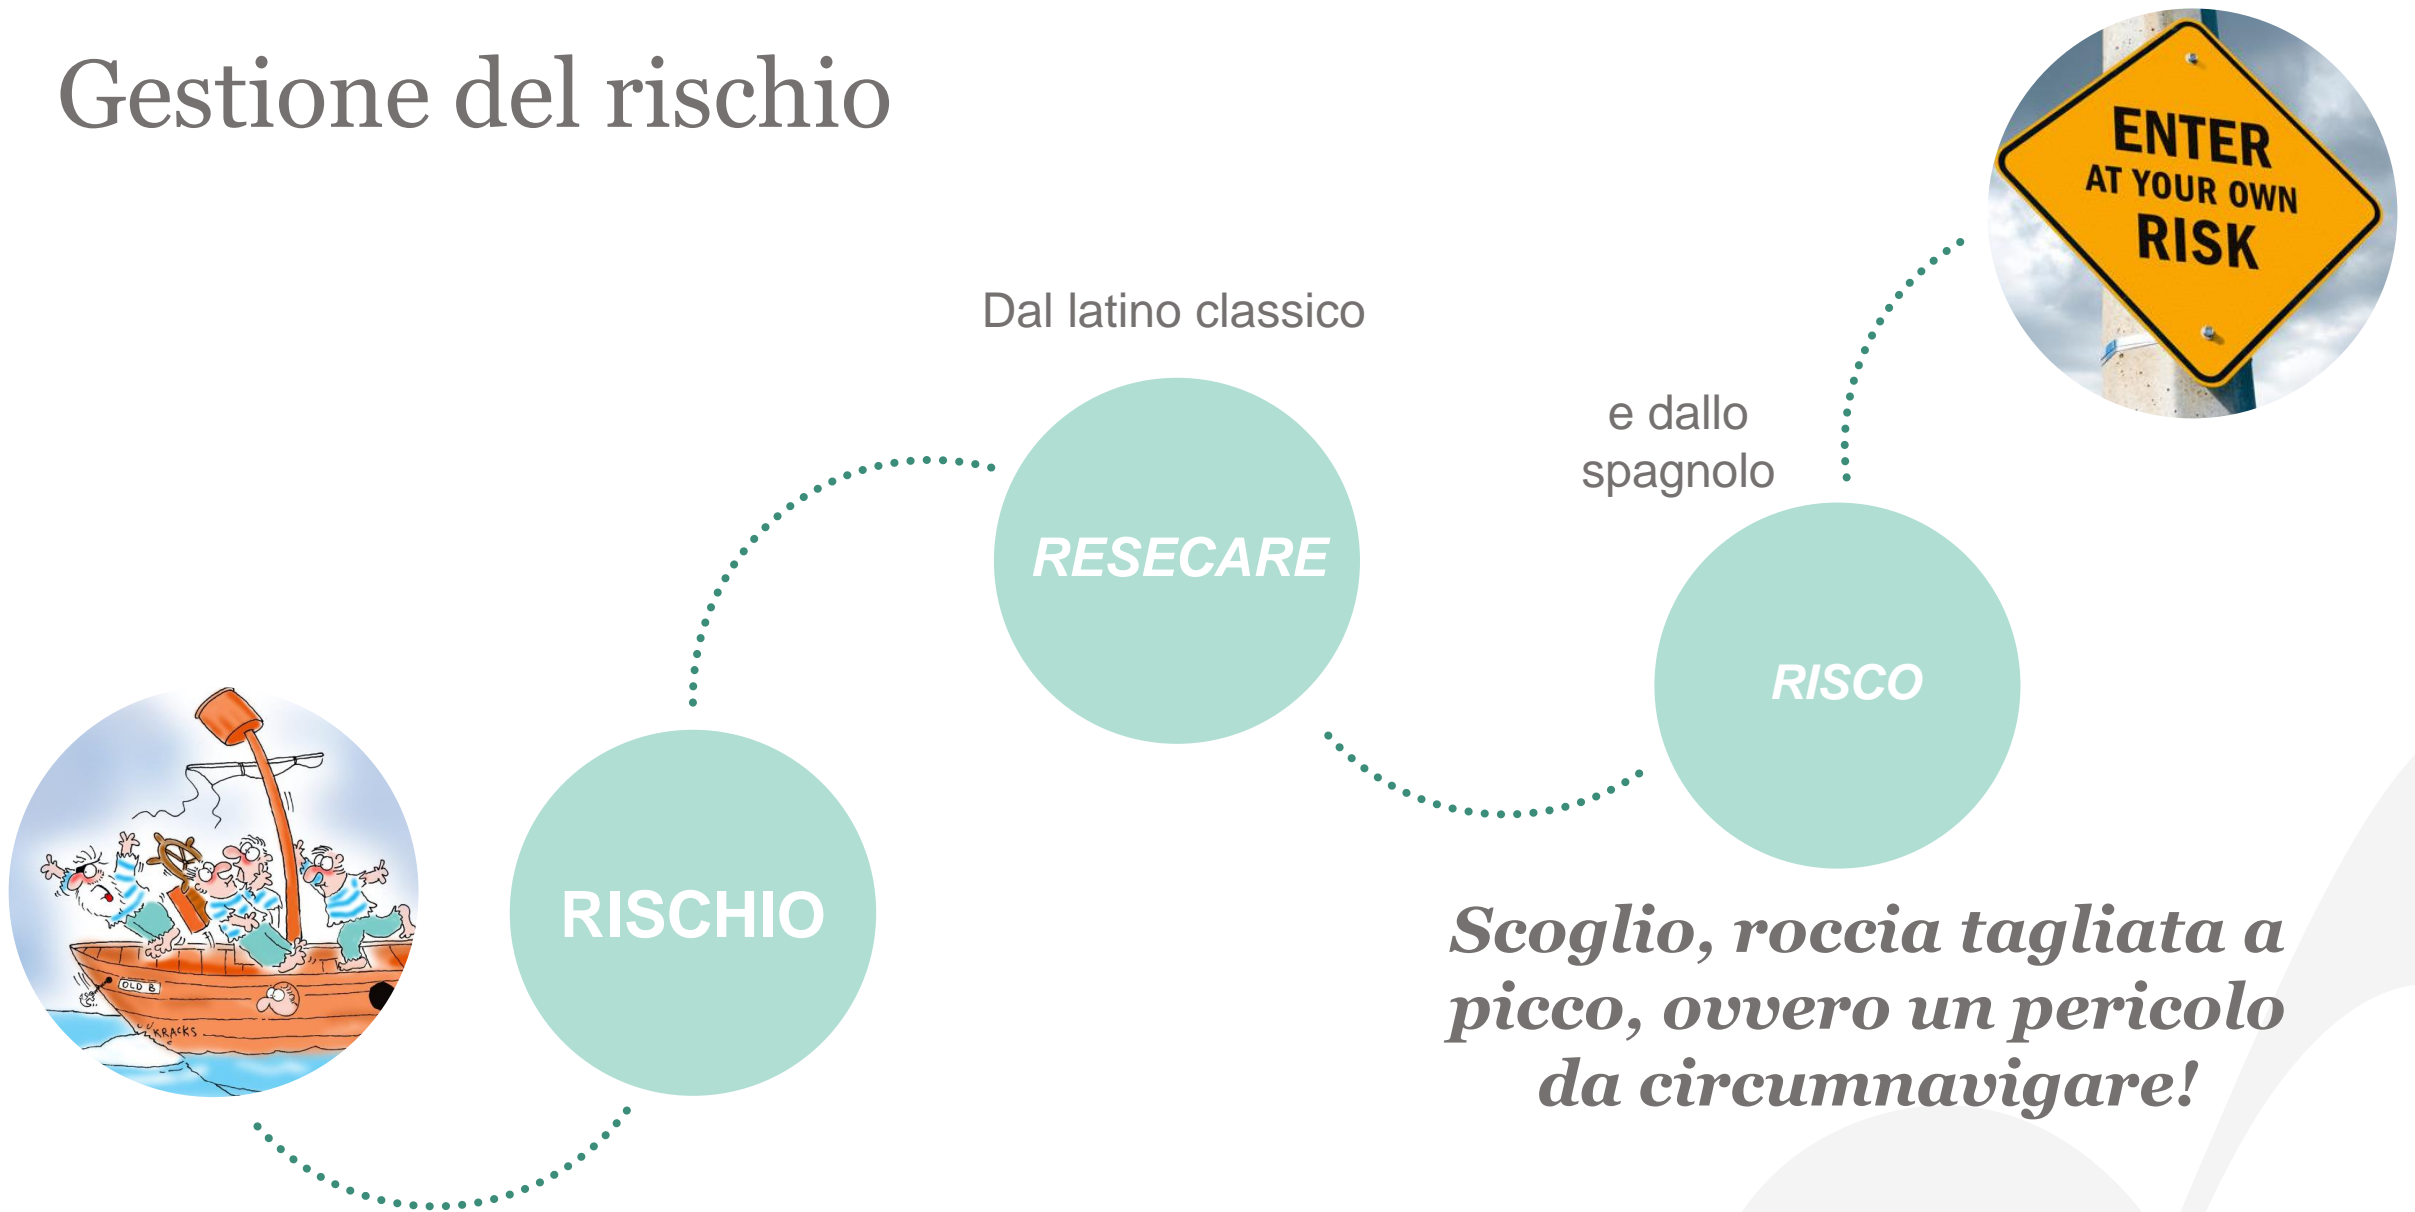 Gestione del rischio
ENTER
AT YOUR OWN
RISK
Dal latino classico
e dallo
spagnolo
RESECARE
RISCO
RISCHIO
OLD B
KRACKS
Scoglio, roccia tagliata a
picco, ovvero un pericolo
da circumnavigare!